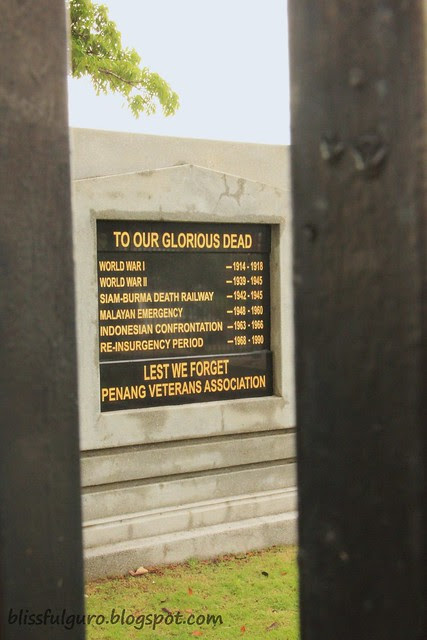 TO OUR GLORIOUS DEAD
WORLD WAR I — 1914 - 1918
WORLD WAR II — 1939 - 1945
SIAM-BURMA DEATH RAILWAY — 1942 - 1945
MALAYAN EMERGENCY — 1948 - 1960
INDONESIAN CONFRONTATION — 1963 - 1966
RE-INSURGENCY PERIOD — 1968 - 1990
LEST WE FORGET
PENANG VETERANS ASSOCIATION
blissfulguro.blogspot.com